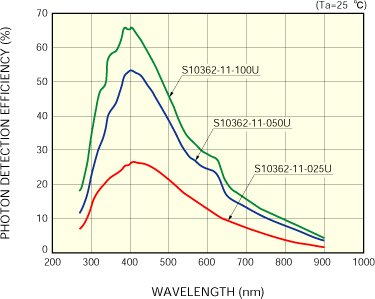 (Ta=25 ℃)
PHOTON DETECTION EFFICIENCY (%)
70
60
50
40
30
20
10
0
S10362-11-100U
S10362-11-050U
S10362-11-025U
200 300 400 500 600 700 800 900 1000
WAVELENGTH (nm)